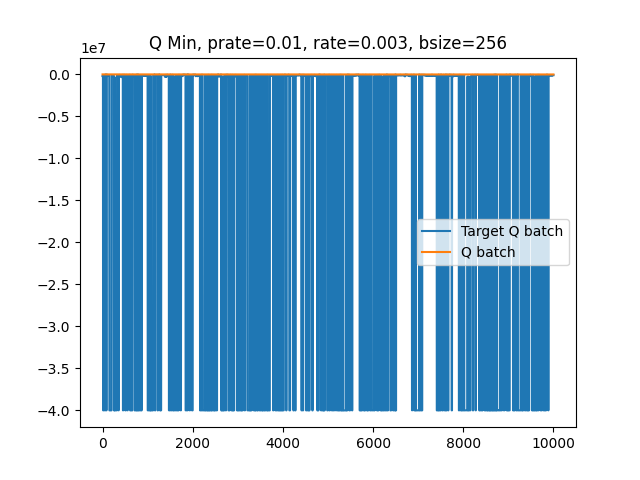 Q Min, prate=0.01, rate=0.003, bsize=256
1e7
0.0
−0.5
−1.0
−1.5
−2.0
−2.5
−3.0
−3.5
−4.0
Target Q batch
Q batch
0 2000 4000 6000 8000 10000